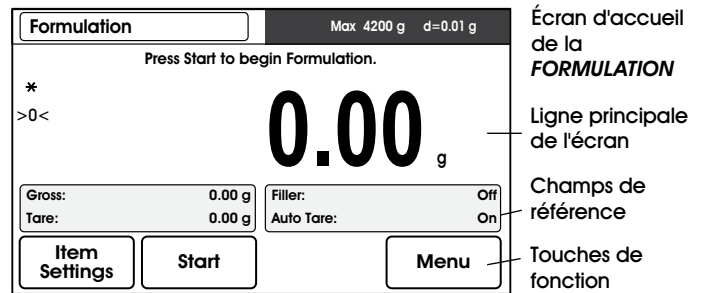 Formulation
Max 4200 g d=0.01 g
Press Start to begin Formulation.
*
>0<
0.00 g
Gross: 0.00 g
Tare: 0.00 g
Filler: Off
Auto Tare: On
Item
Settings
Start
Menu
Écran d'accueil
de la
FORMULATION
Ligne principale
de l'écran
Champs de
référence
Touches de
fonction